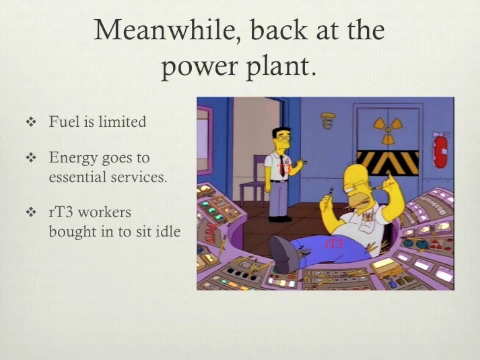 Meanwhile, back at the
power plant.
Fuel is limited
Energy goes to
essential services.
rT3 workers
bought in to sit idle
rT3